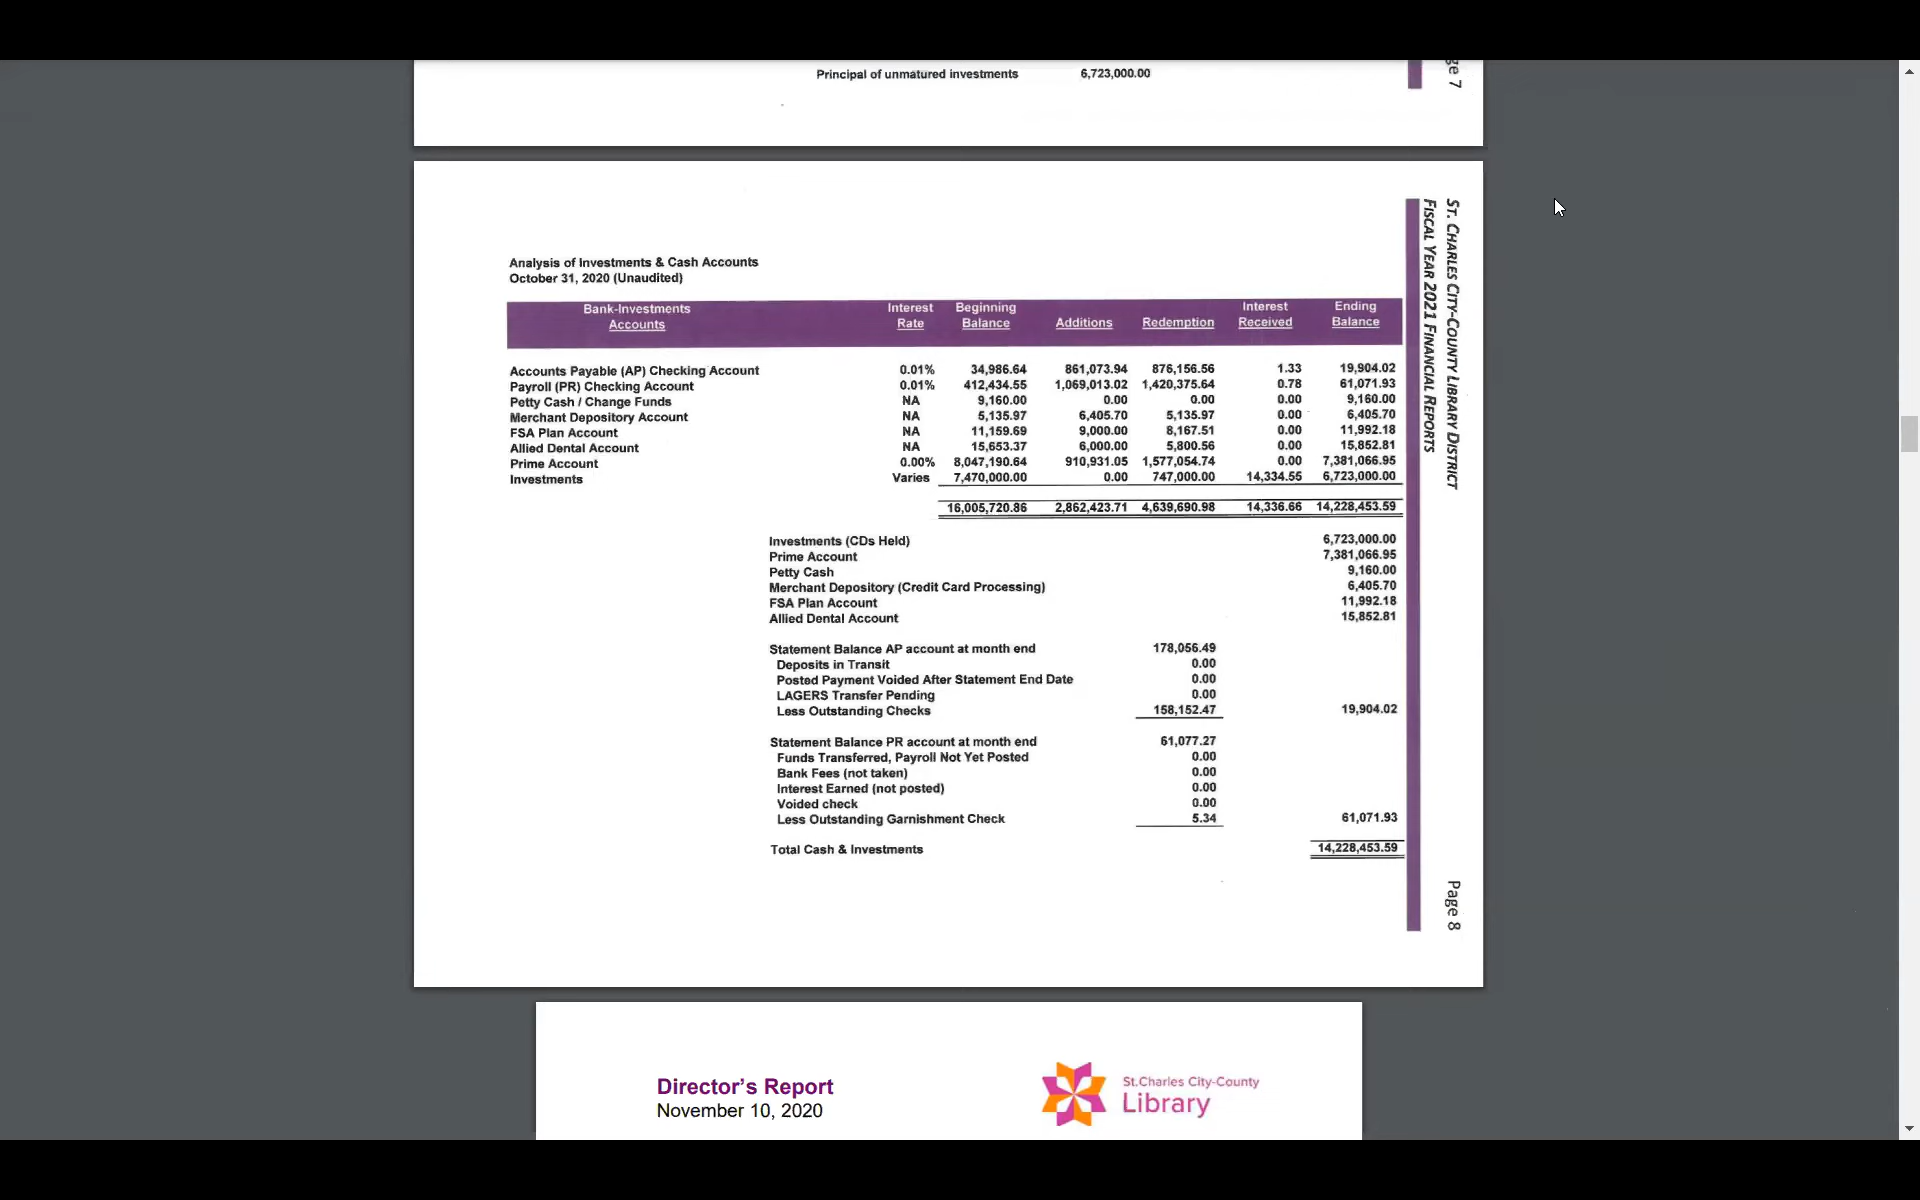 Principal of unmatured investments 6,723,000.00
ge 7
ST. CHARLES CITY-COUNTY LIBRARY DISTRICT
FISCAL YEAR 2021 FINANCIAL REPORTS
Analysis of Investments & Cash Accounts
October 31, 2020 (Unaudited)
Bank-Investments Interest Beginning Interest Ending
Accounts Rate Balance Additions Redemption Received Balance
Accounts Payable (AP) Checking Account 0.01% 34,986.64 861,073.94 876,156.56 1.33 19,904.02
Payroll (PR) Checking Account 0.01% 412,434.55 1,069,013.02 1,420,375.64 0.78 61,071.93
Petty Cash / Change Funds NA 9,160.00 0.00 0.00 0.00 9,160.00
Merchant Depository Account NA 5,135.97 6,405.70 5,135.97 0.00 6,405.70
FSA Plan Account NA 11,159.69 9,000.00 8,167.51 0.00 11,992.18
Allied Dental Account NA 15,653.37 6,000.00 5,800.56 0.00 15,852.81
Prime Account 0.00% 8,047,190.64 910,931.05 1,577,054.74 0.00 7,381,066.95
Investments Varies 7,470,000.00 0.00 747,000.00 14,334.55 6,723,000.00
16,005,720.86 2,862,423.71 4,639,690.98 14,336.66 14,228,453.59
Investments (CDs Held) 6,723,000.00
Prime Account 7,381,066.95
Petty Cash 9,160.00
Merchant Depository (Credit Card Processing) 6,405.70
FSA Plan Account 11,992.18
Allied Dental Account 15,852.81
Statement Balance AP account at month end 178,056.49
Deposits in Transit 0.00
Posted Payment Voided After Statement End Date 0.00
LAGERS Transfer Pending 0.00
Less Outstanding Checks 158,152.47 19,904.02
Statement Balance PR account at month end 61,077.27
Funds Transferred, Payroll Not Yet Posted 0.00
Bank Fees (not taken) 0.00
Interest Earned (not posted) 0.00
Voided check 0.00
Less Outstanding Garnishment Check 5.34 61,071.93
Total Cash & Investments 14,228,453.59
Page 8
Director's Report
November 10, 2020
St.Charles City-County
Library